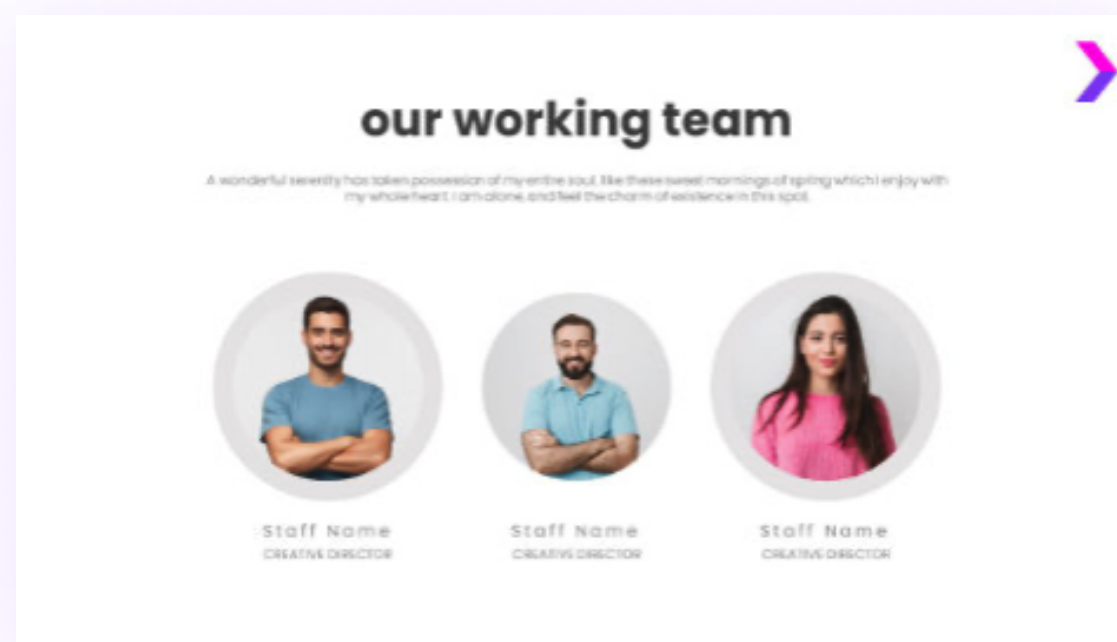 our working team
A wonderful serenity has taken possession of my entire soul, like these sweet mornings of spring which I enjoy with
my whole heart. I am alone, and feel the charm of existence in this spot,
Staff Name
CREATIVE DIRECTOR
Staff Name
CREATIVE DIRECTOR
Staff Name
CREATIVE DIRECTOR